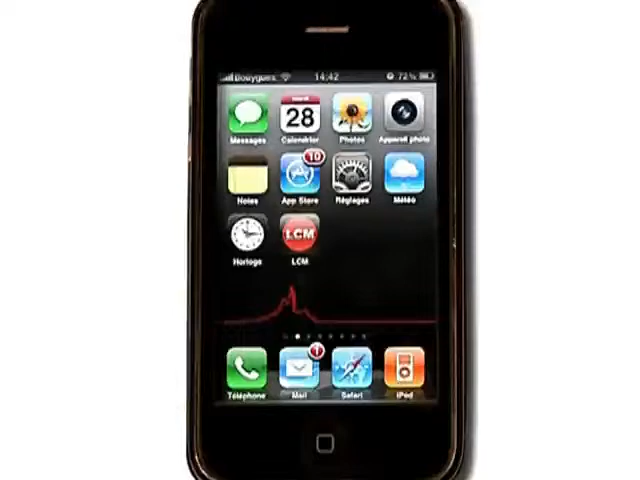 Bouygues 14:42 72%
28
Messages Calendrier Photos Appareil photo
10
Notes App Store Réglages Météo
LCM
Horloge LCM
1
Téléphone Mail Safari iPod